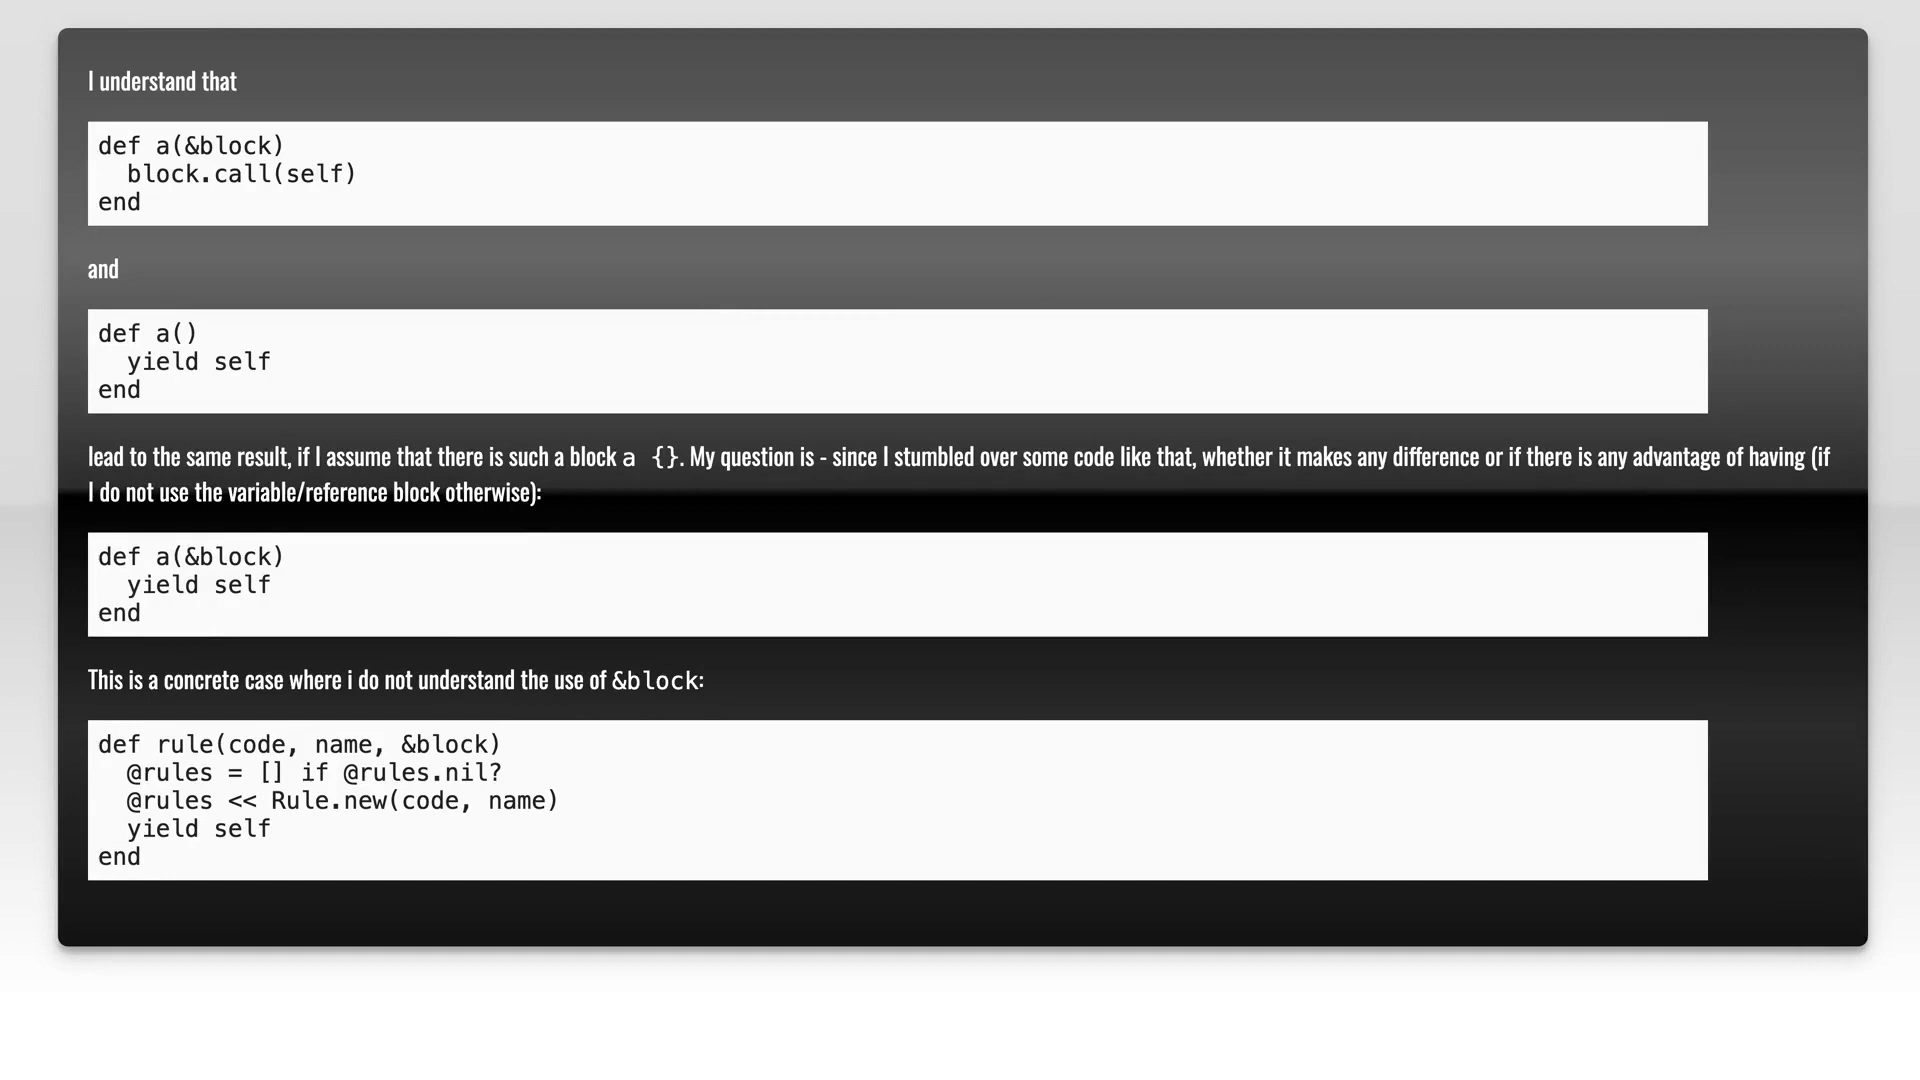 I understand that
def a(&block)
  block.call(self)
end
and
def a()
  yield self
end
lead to the same result, if I assume that there is such a block a {}. My question is - since I stumbled over some code like that, whether it makes any difference or if there is any advantage of having (if
I do not use the variable/reference block otherwise):
def a(&block)
  yield self
end
This is a concrete case where i do not understand the use of &block:
def rule(code, name, &block)
  @rules = [] if @rules.nil?
  @rules << Rule.new(code, name)
  yield self
end